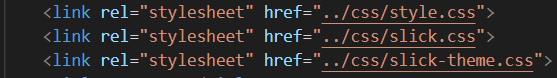 <link rel="stylesheet" href="../css/style.css">
<link rel="stylesheet" href="../css/slick.css">
<link rel="stylesheet" href="../css/slick-theme.css">